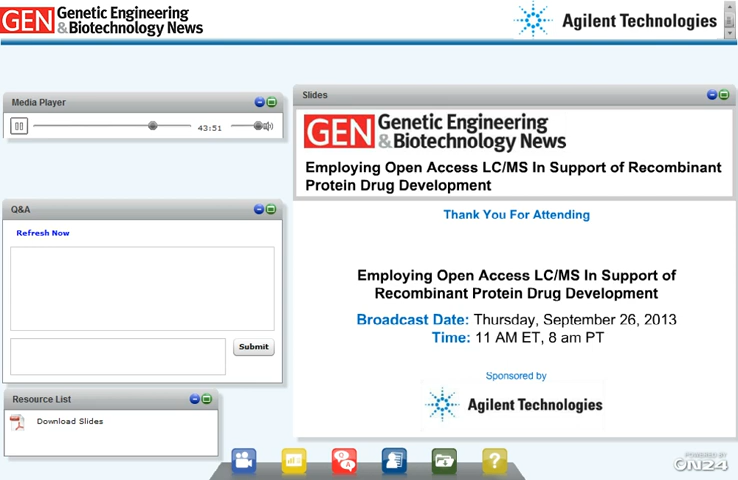 GEN Genetic Engineering
& Biotechnology News
Agilent Technologies
Media Player
43:51
Q&A
Refresh Now
Submit
Resource List
Download Slides
Slides
GEN Genetic Engineering
& Biotechnology News
Employing Open Access LC/MS In Support of Recombinant
Protein Drug Development
Thank You For Attending
Employing Open Access LC/MS In Support of
Recombinant Protein Drug Development
Broadcast Date: Thursday, September 26, 2013
Time: 11 AM ET, 8 am PT
Sponsored by
Agilent Technologies
Q
A
?
POWERED BY
ON24